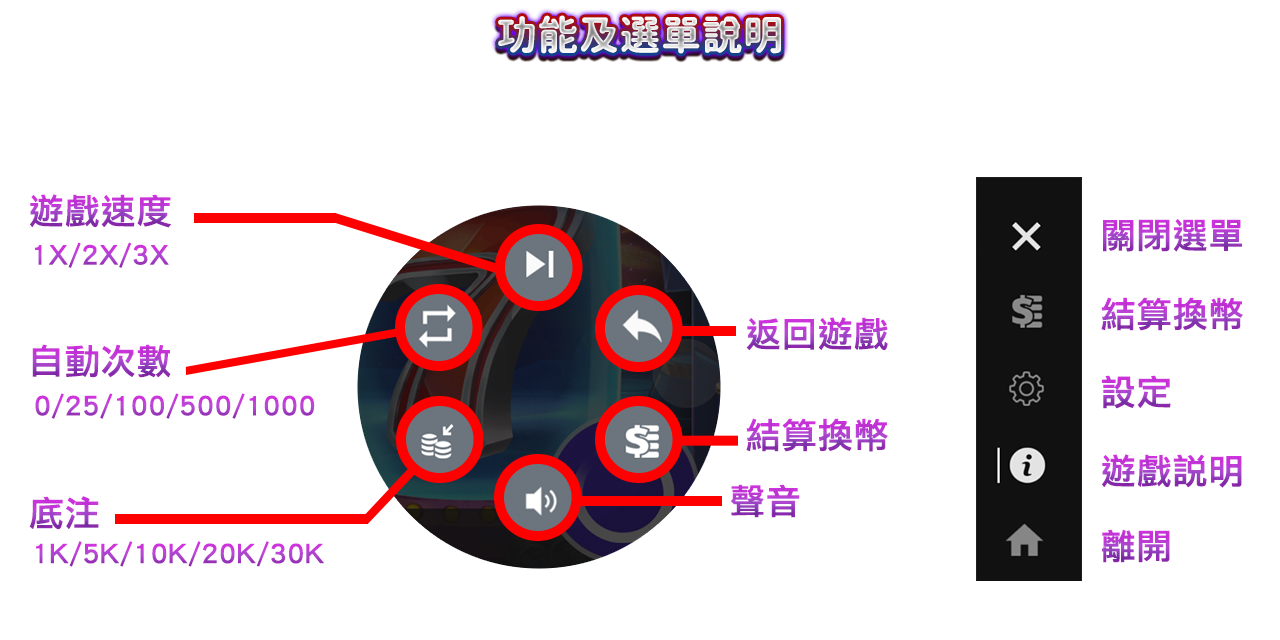 功能及選單說明
遊戲速度
1X/2X/3X
自動次數
0/25/100/500/1000
底注
1K/5K/10K/20K/30K
返回遊戲
結算換幣
聲音
關閉選單
結算換幣
設定
遊戲説明
離開